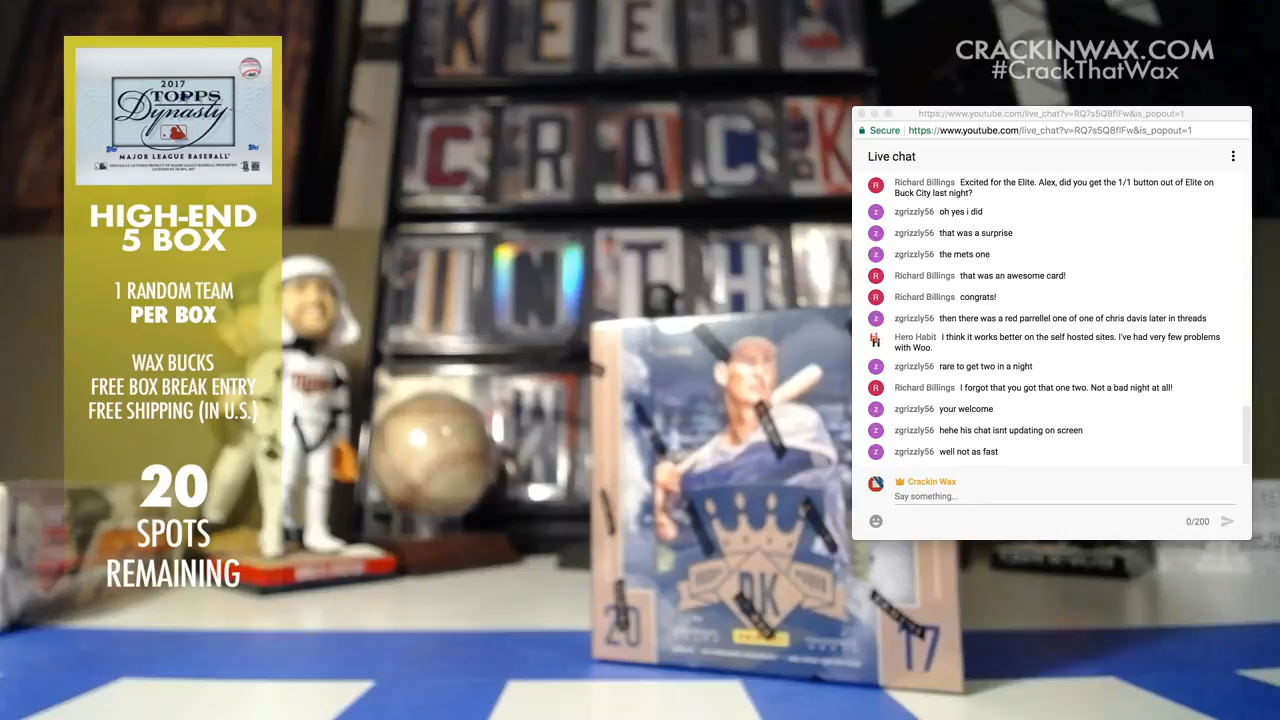 KEEP
CRACK
IN TH
2017
TOPPS
Dynasty
MAJOR LEAGUE BASEBALL
HIGH-END
5 BOX
1 RANDOM TEAM
PER BOX
WAX BUCKS
FREE BOX BREAK ENTRY
FREE SHIPPING (IN U.S.)
20
SPOTS
REMAINING
DK
20
17
CRACKINWAX.COM
#CrackThatWax
https://www.youtube.com/live_chat?v=RQ7s5Q8flFw&is_popout=1
Secure https://www.youtube.com/live_chat?v=RQ7s5Q8flFw&is_popout=1
Live chat
R Richard Billings Excited for the Elite. Alex, did you get the 1/1 button out of Elite on
Buck City last night?
z zgrizzly56 oh yes i did
z zgrizzly56 that was a surprise
z zgrizzly56 the mets one
R Richard Billings that was an awesome card!
R Richard Billings congrats!
z zgrizzly56 then there was a red parrellel one of one of chris davis later in threads
Hero Habit I think it works better on the self hosted sites. I've had very few problems
with Woo.
z zgrizzly56 rare to get two in a night
R Richard Billings I forgot that you got that one two. Not a bad night at all!
z zgrizzly56 your welcome
z zgrizzly56 hehe his chat isnt updating on screen
z zgrizzly56 well not as fast
Crackin Wax
Say something...
0/200